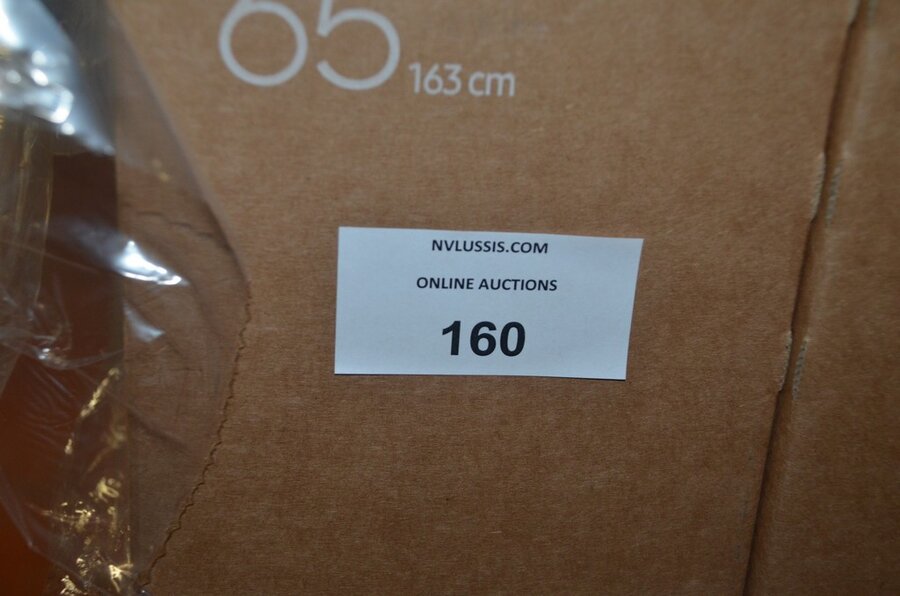 65 163 cm
NVLUSSIS.COM
ONLINE AUCTIONS
160